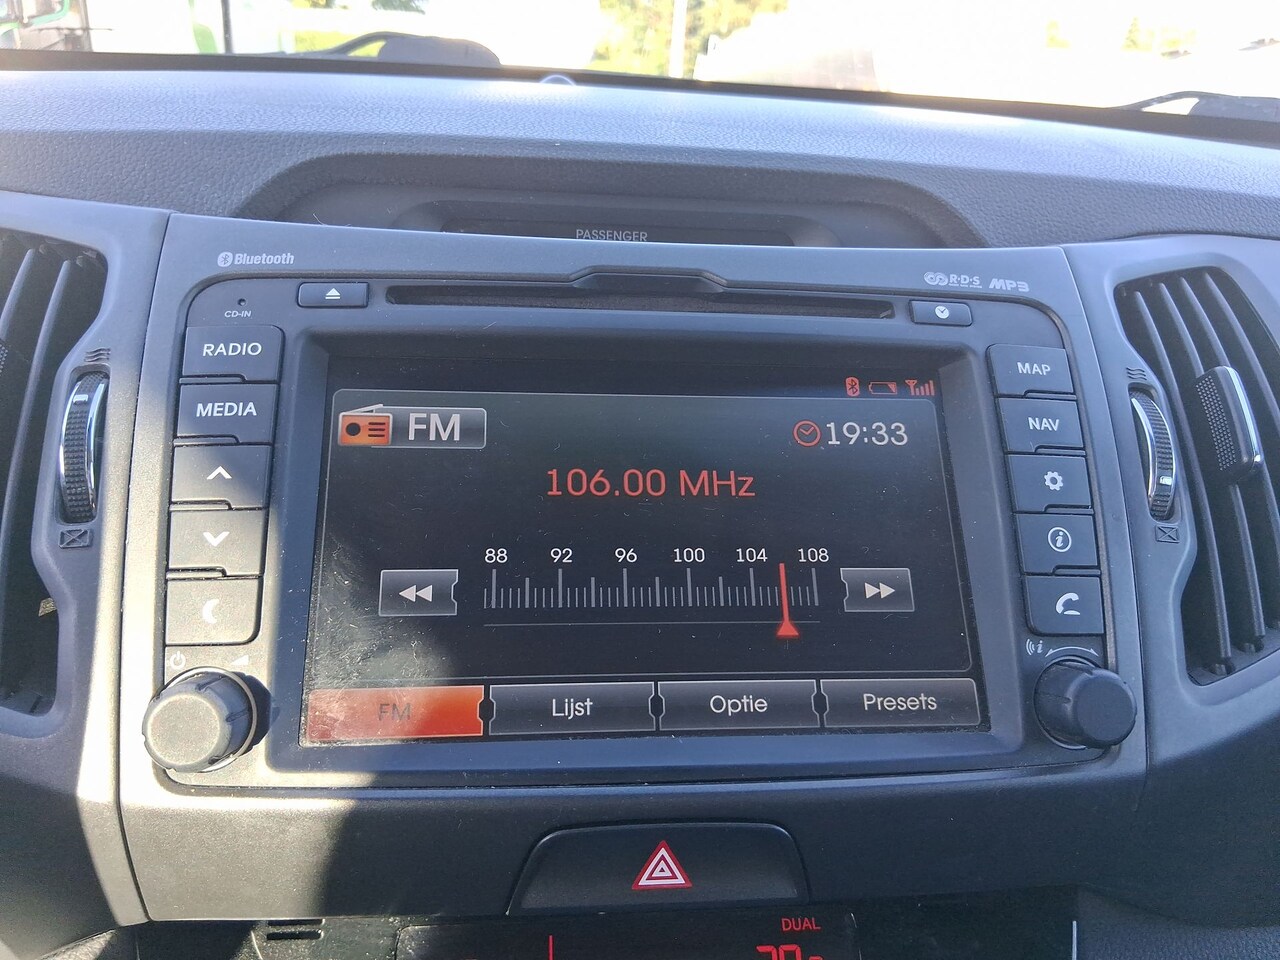 PASSENGER
Bluetooth
R·D·S MP3
CD-IN
RADIO
MEDIA
MAP
NAV
FM
19:33
106.00 MHz
88 92 96 100 104 108
FM Lijst Optie Presets
DUAL